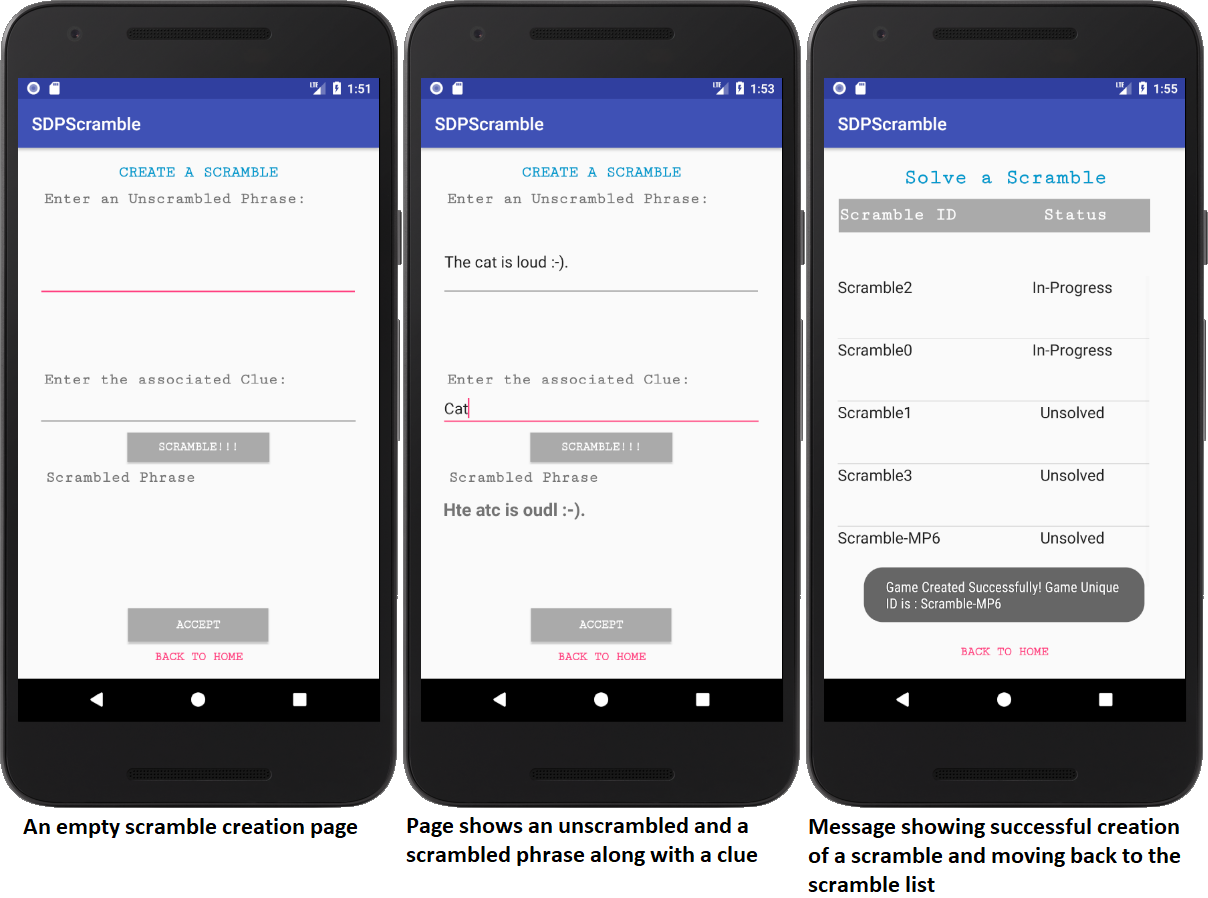 1:51
SDPScramble
CREATE A SCRAMBLE
Enter an Unscrambled Phrase:
Enter the associated Clue:
SCRAMBLE!!!
Scrambled Phrase
ACCEPT
BACK TO HOME
An empty scramble creation page
LTE 1:53
SDPScramble
CREATE A SCRAMBLE
Enter an Unscrambled Phrase:
The cat is loud :-).
Enter the associated Clue:
Cat
SCRAMBLE!!!
Scrambled Phrase
Hte atc is oudl :-).
ACCEPT
BACK TO HOME
Page shows an unscrambled and a
scrambled phrase along with a clue
LTE 1:55
SDPScramble
Solve a Scramble
Scramble ID Status
Scramble2 In-Progress
Scramble0 In-Progress
Scramble1 Unsolved
Scramble3 Unsolved
Scramble-MP6 Unsolved
Game Created Successfully! Game Unique
ID is : Scramble-MP6
BACK TO HOME
Message showing successful creation
of a scramble and moving back to the
scramble list